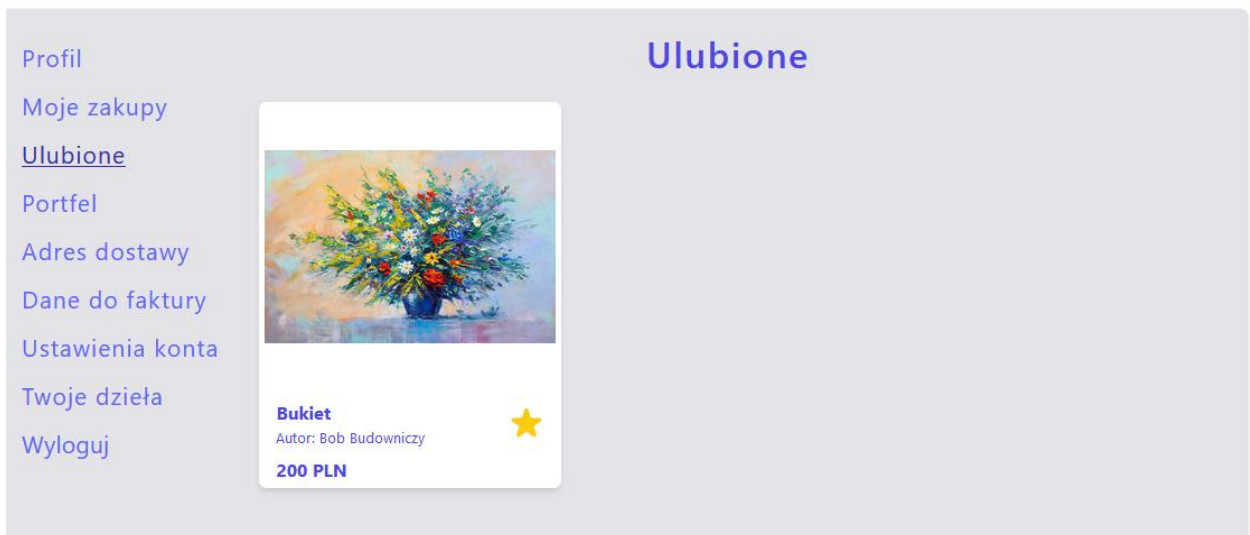 Profil
Moje zakupy
Ulubione
Portfel
Adres dostawy
Dane do faktury
Ustawienia konta
Twoje dzieła
Wyloguj
Ulubione
Bukiet
Autor: Bob Budowniczy
200 PLN